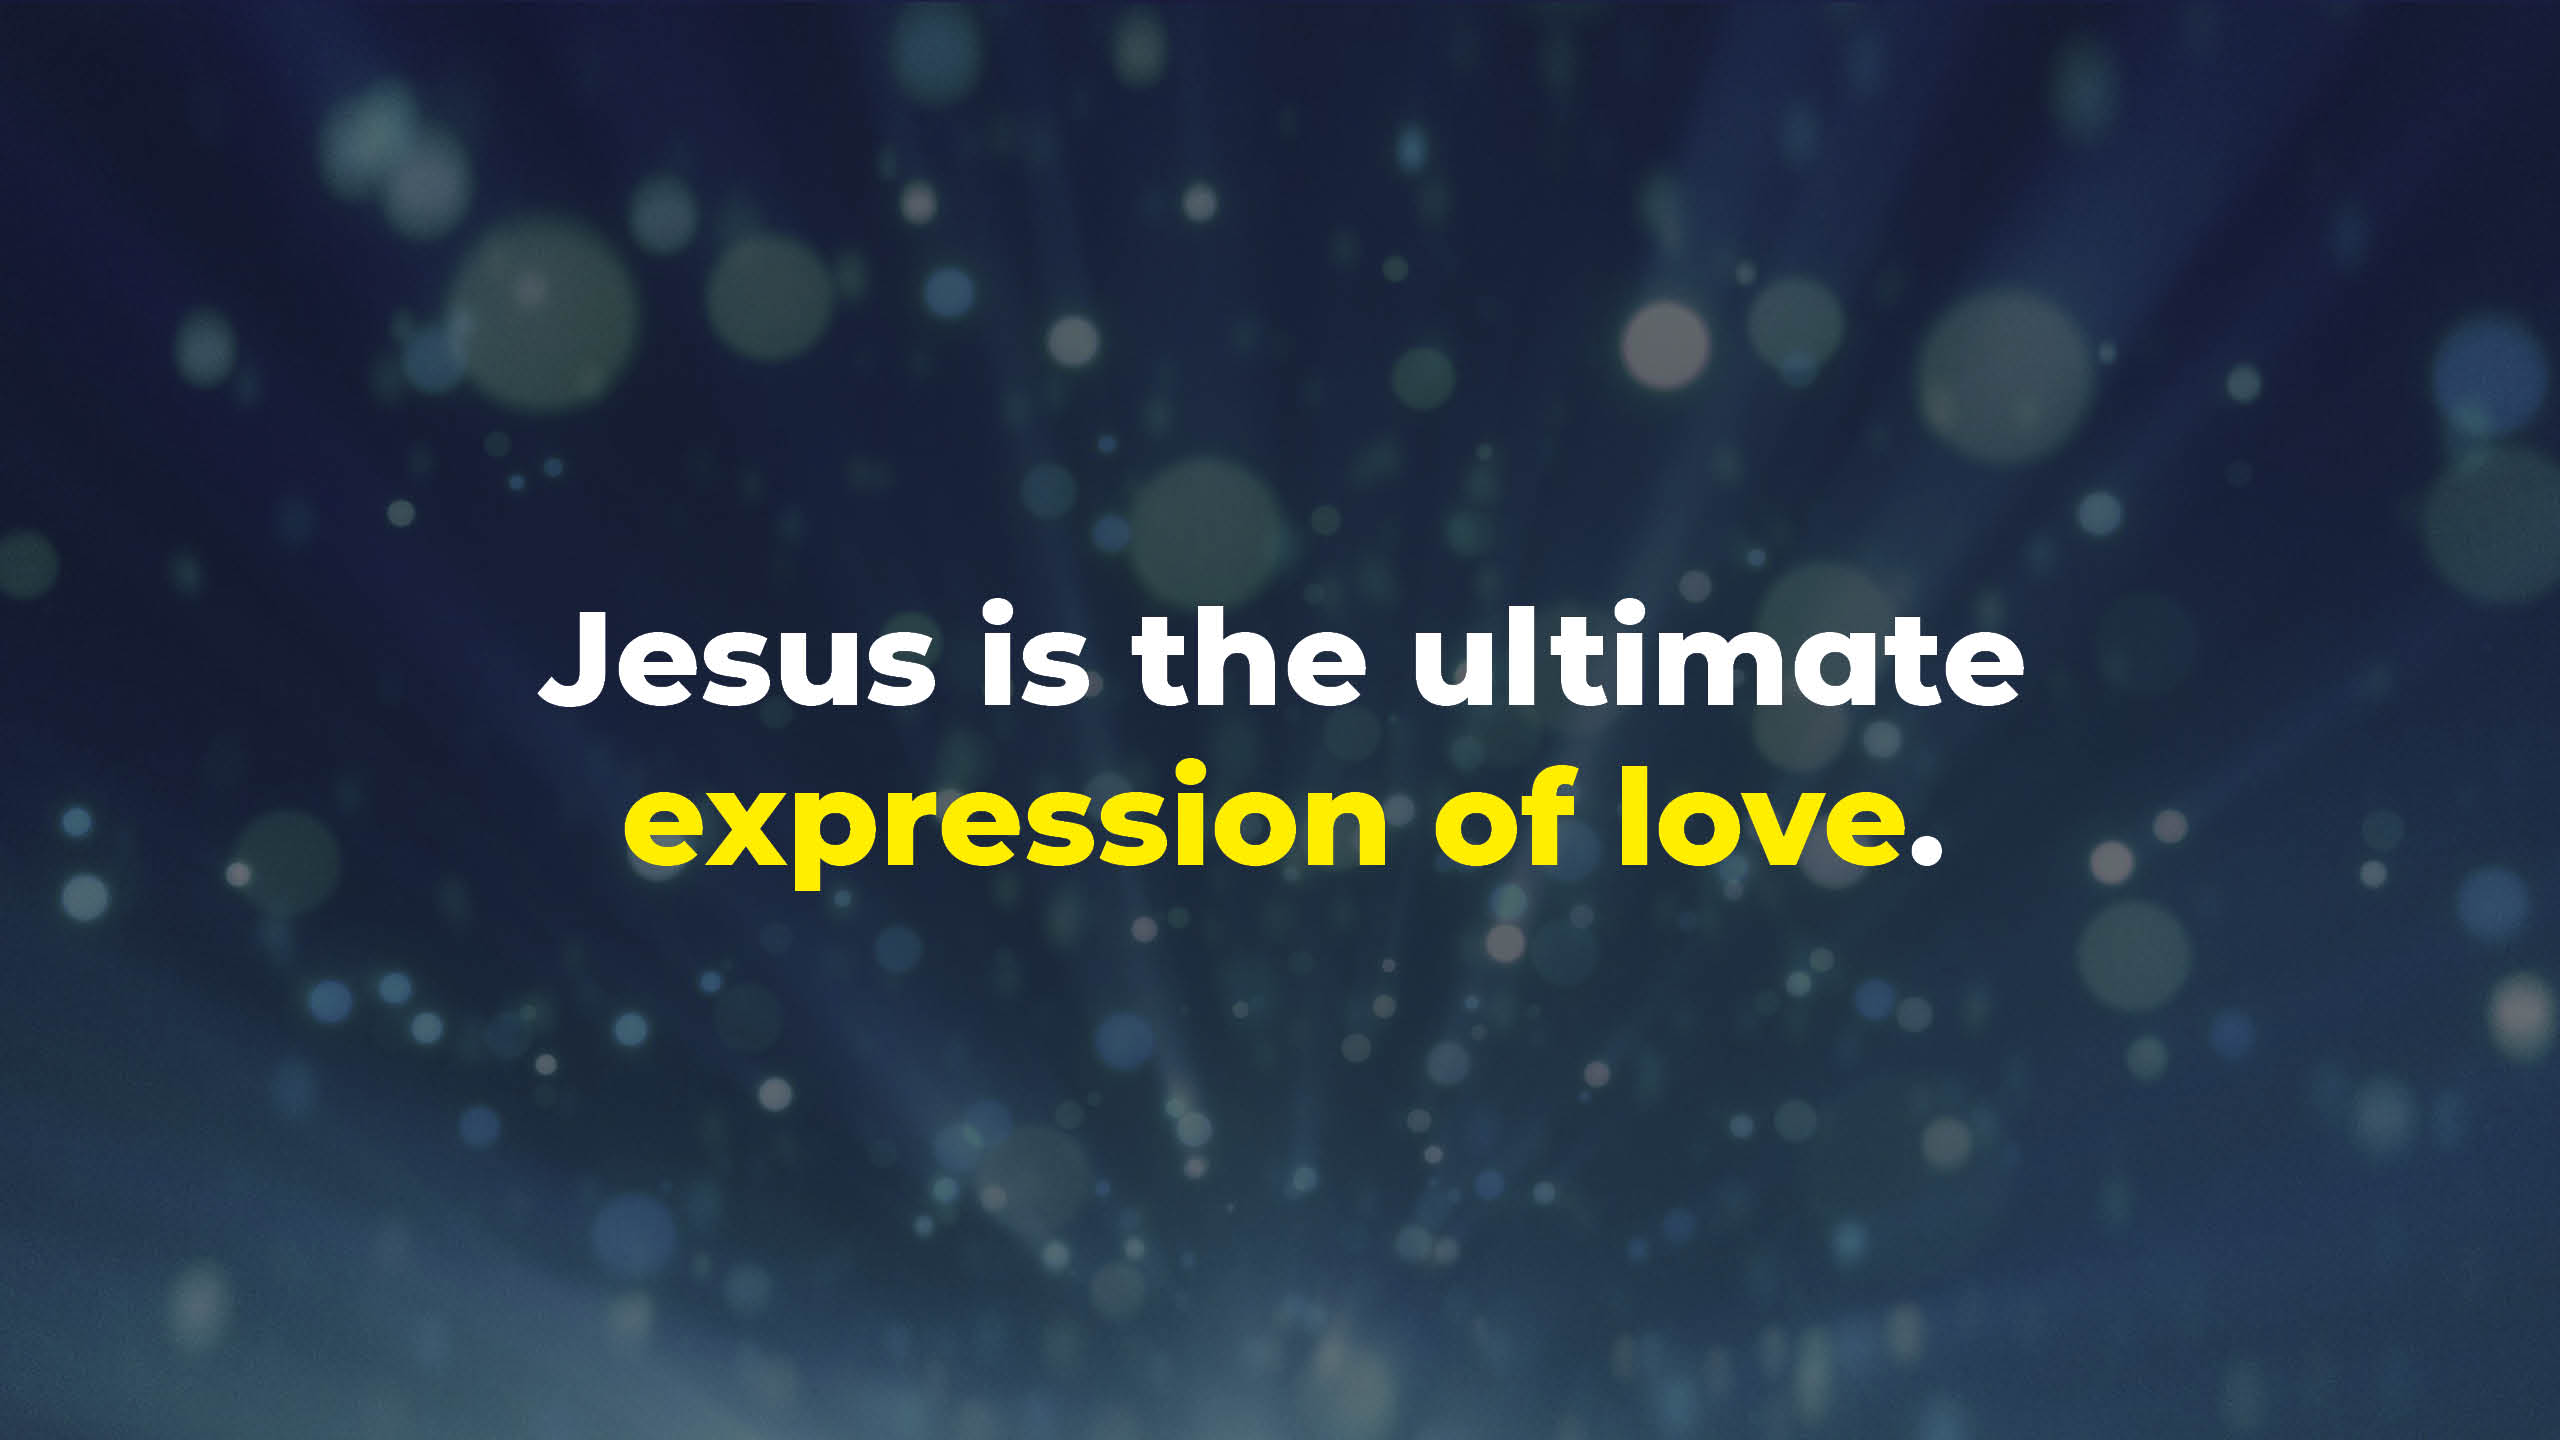 Jesus is the ultimate
expression of love.